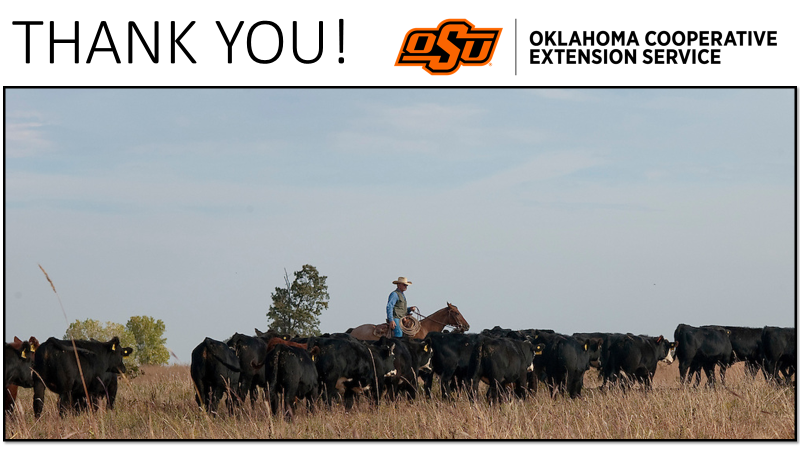 THANK YOU!
OSU
OKLAHOMA COOPERATIVE
EXTENSION SERVICE